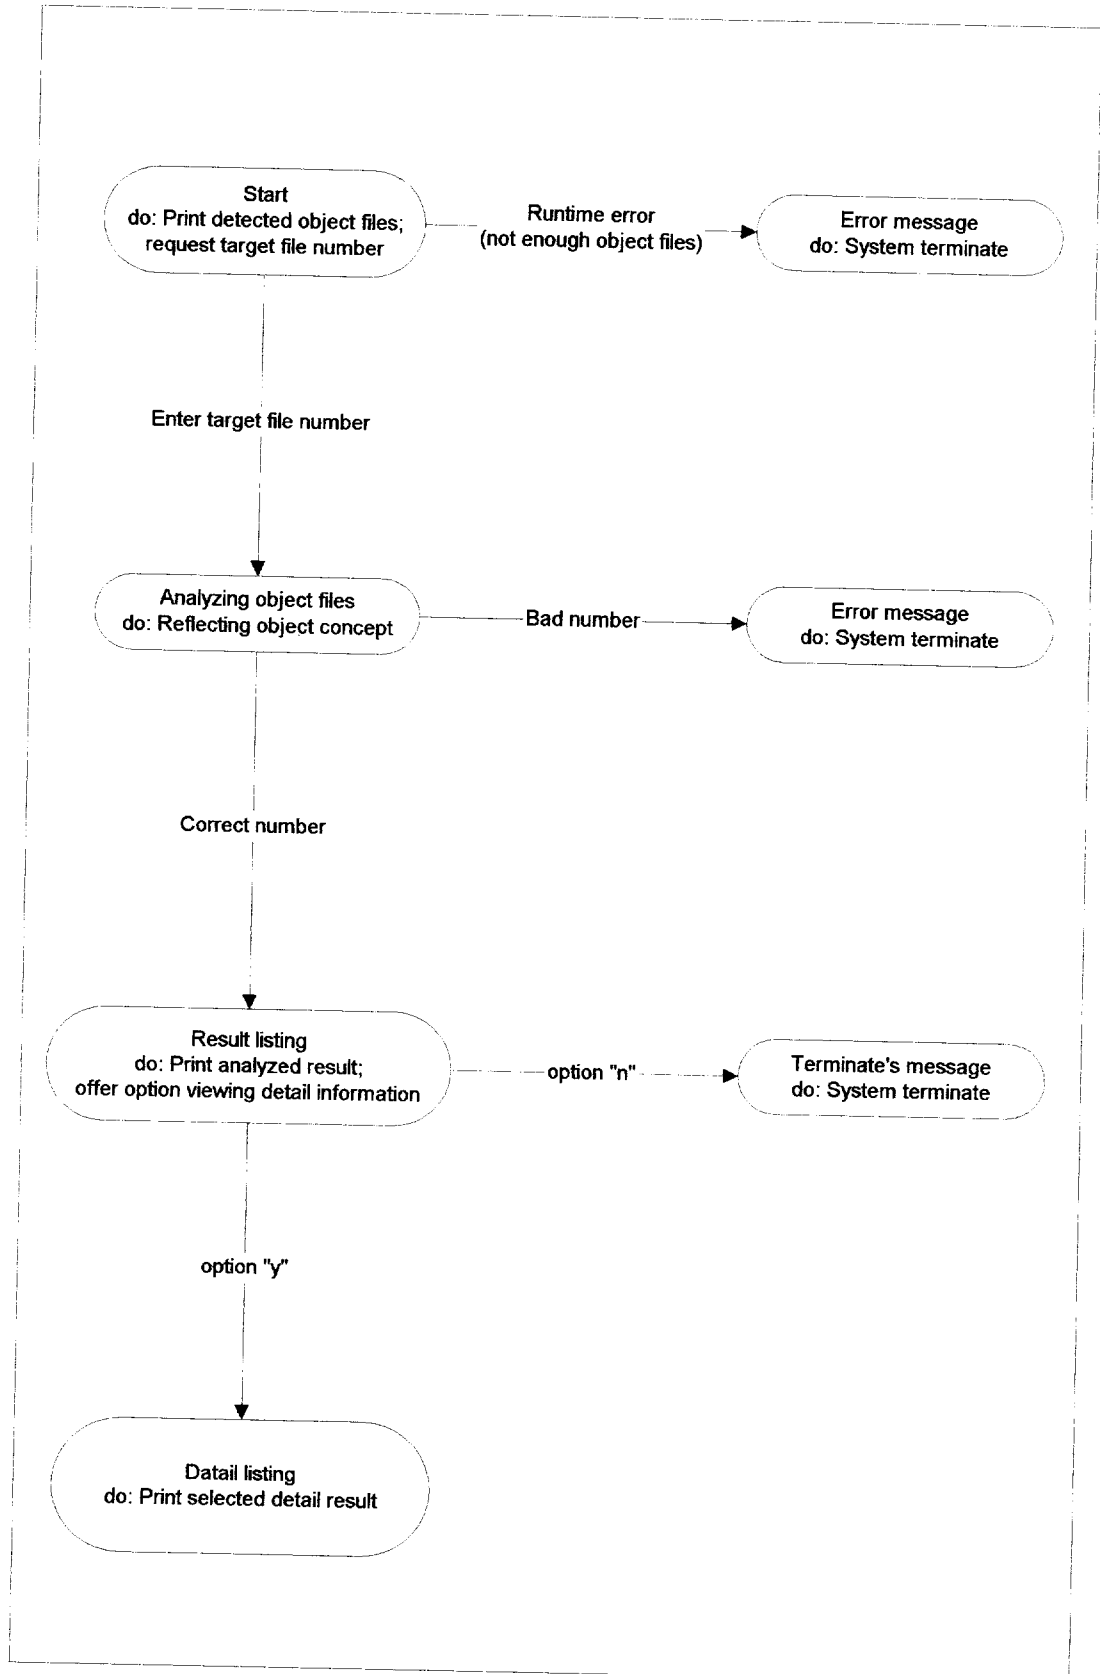 Start
do: Print detected object files;
request target file number
Runtime error
(not enough object files)
Error message
do: System terminate
Enter target file number
Analyzing object files
do: Reflecting object concept
Bad number
Error message
do: System terminate
Correct number
Result listing
do: Print analyzed result;
offer option viewing detail information
option "n"
Terminate's message
do: System terminate
option "y"
Datail listing
do: Print selected detail result